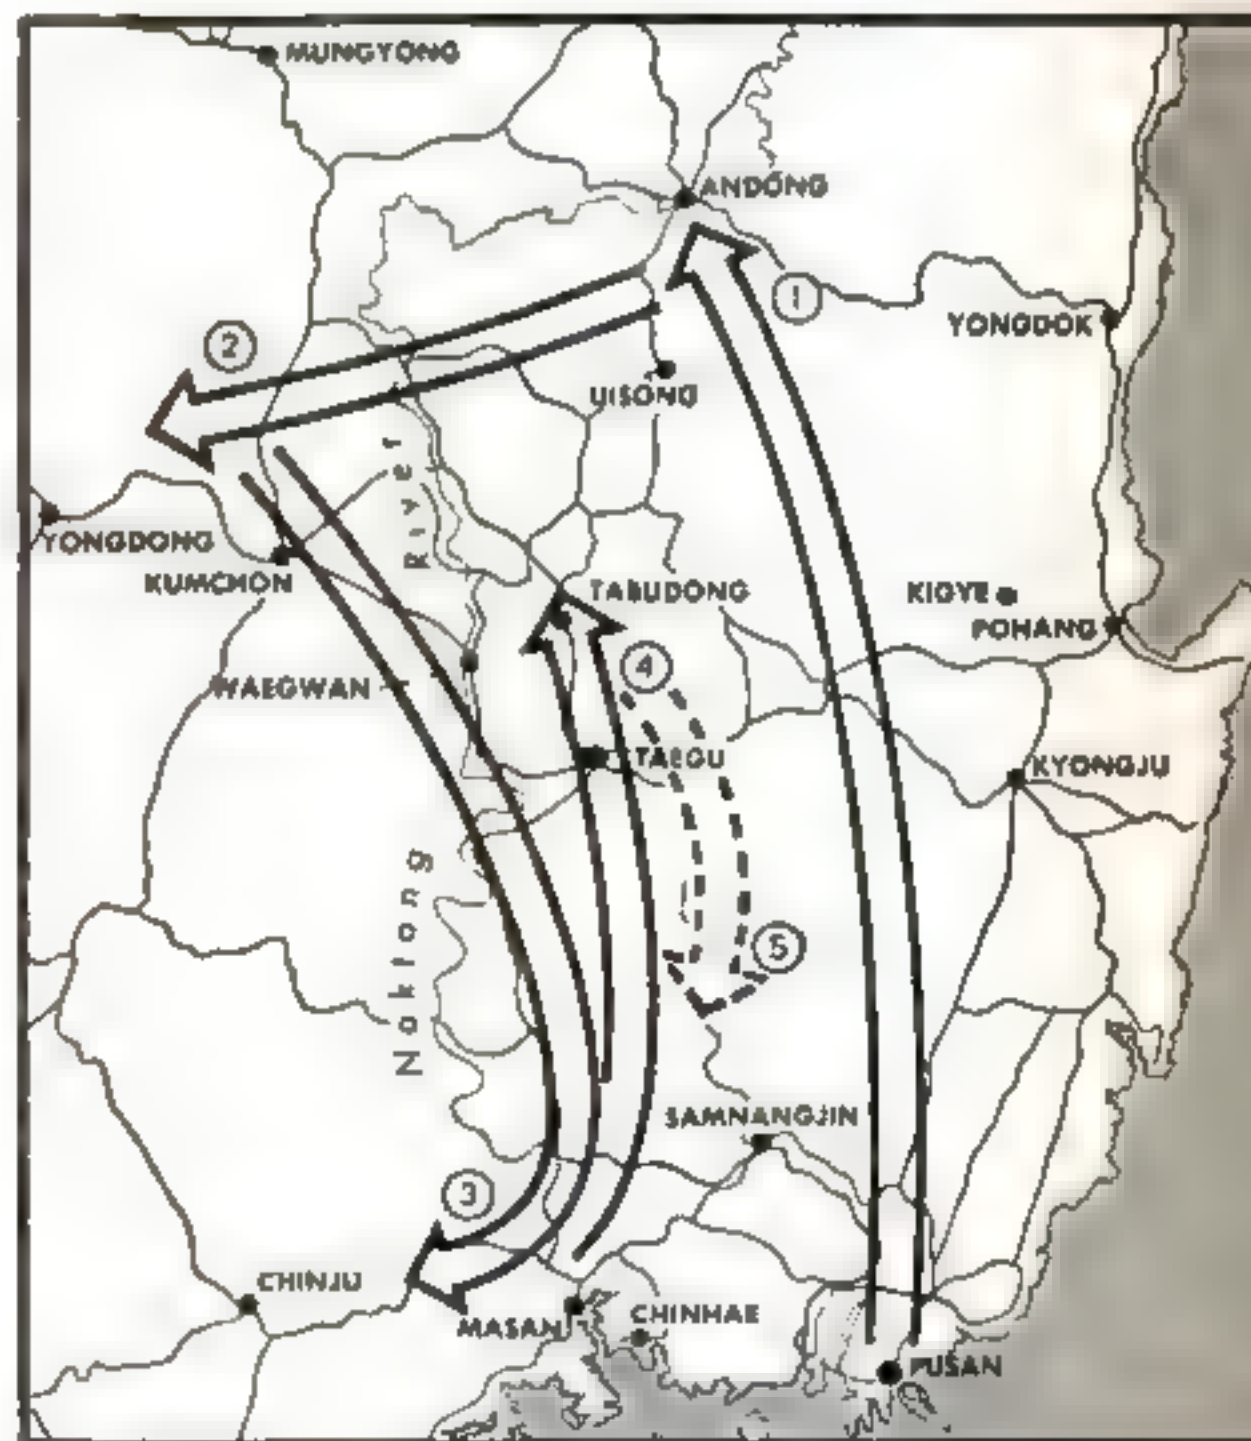 MUNGYONG
ANDONG
1
YONGDOK
2
UISONG
River
YONGDONG
KUMCHON
TABUDONG
KIGYE
POHANG
WAEGWAN
4
TAEGU
KYONGJU
Naktong
5
SAMNANGJIN
3
CHINJU
MASAN
CHINHAE
PUSAN